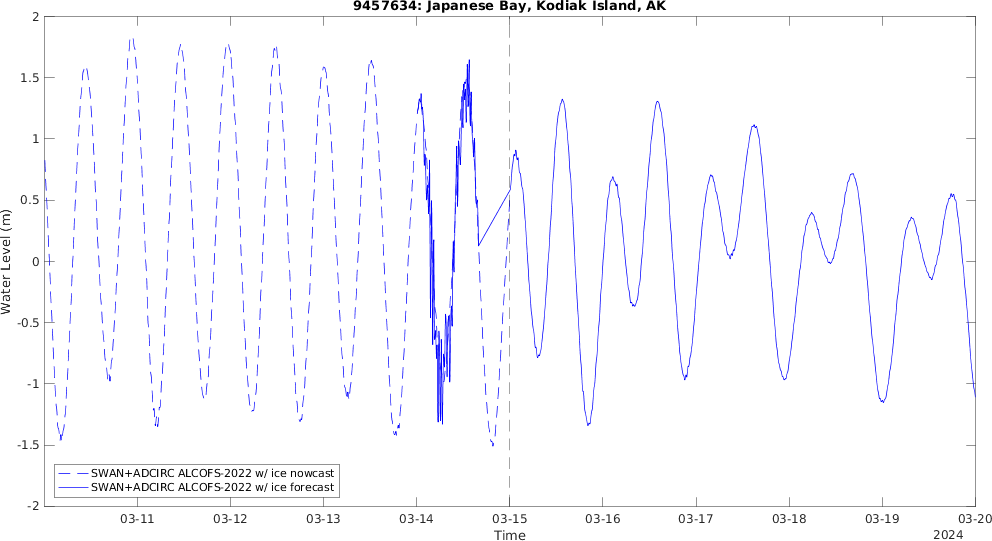 9457634: Japanese Bay, Kodiak Island, AK
2
1.5
1
0.5
0
-0.5
-1
-1.5
-2
Water Level (m)
SWAN+ADCIRC ALCOFS-2022 w/ ice nowcast
SWAN+ADCIRC ALCOFS-2022 w/ ice forecast
03-11 03-12 03-13 03-14 03-15 03-16 03-17 03-18 03-19 03-20
Time
2024